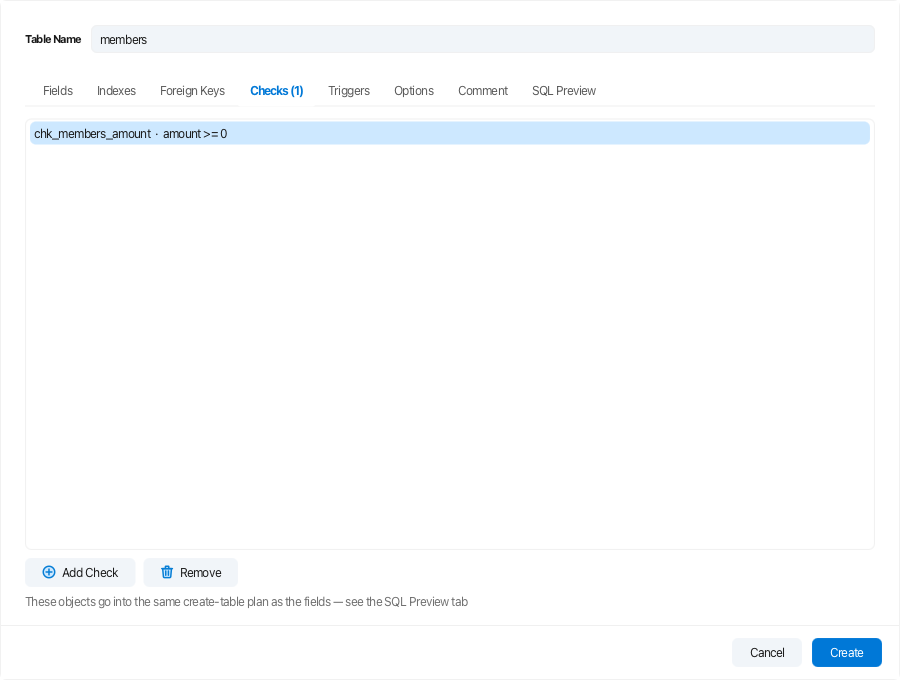 Table Name members
Fields Indexes Foreign Keys Checks (1) Triggers Options Comment SQL Preview
chk_members_amount · amount >= 0
Add Check Remove
These objects go into the same create-table plan as the fields — see the SQL Preview tab
Cancel Create